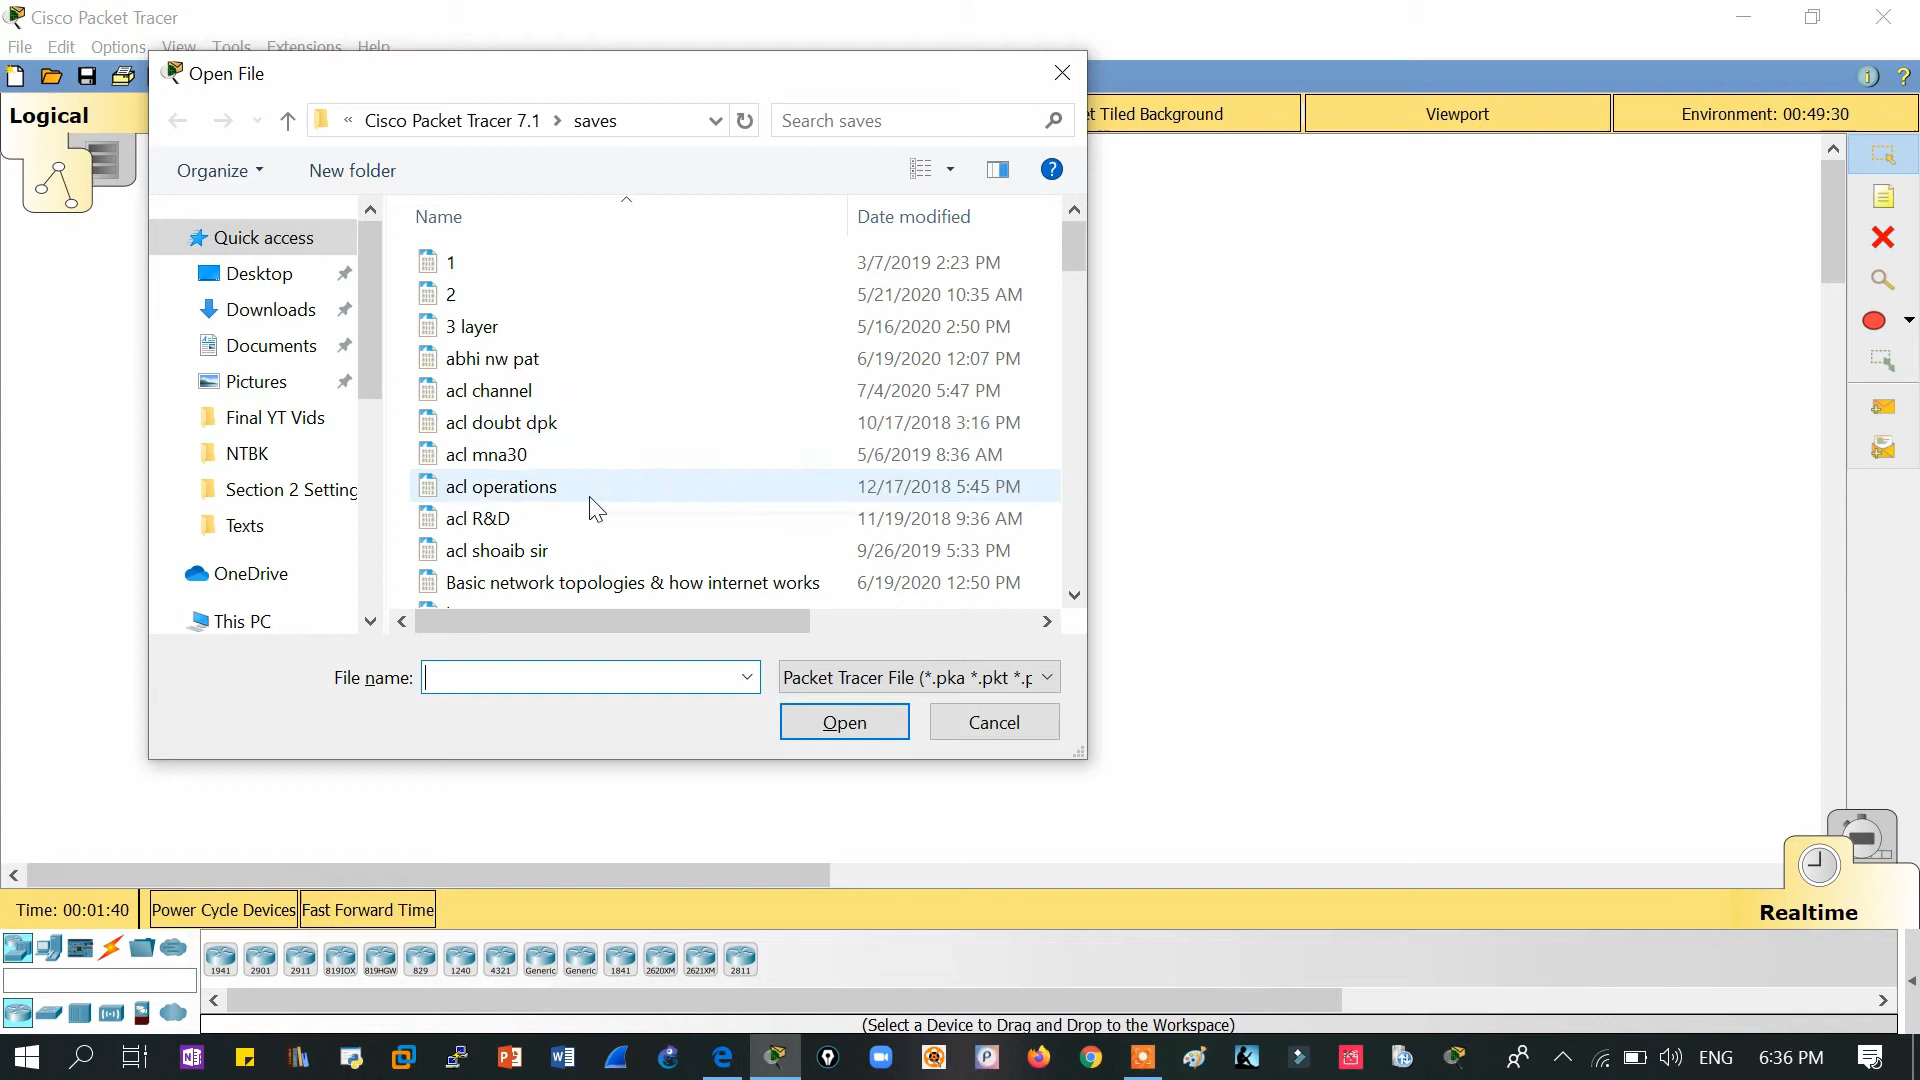 Cisco Packet Tracer
File Edit Options View Tools Extensions Help
Open File
Logical
« Cisco Packet Tracer 7.1 > saves
Search saves
t Tiled Background
Viewport
Environment: 00:49:30
Organize
New folder
Name
Date modified
Quick access
Desktop
Downloads
Documents
Pictures
Final YT Vids
NTBK
Section 2 Setting
Texts
OneDrive
This PC
1 3/7/2019 2:23 PM
2 5/21/2020 10:35 AM
3 layer 5/16/2020 2:50 PM
abhi nw pat 6/19/2020 12:07 PM
acl channel 7/4/2020 5:47 PM
acl doubt dpk 10/17/2018 3:16 PM
acl mna30 5/6/2019 8:36 AM
acl operations 12/17/2018 5:45 PM
acl R&D 11/19/2018 9:36 AM
acl shoaib sir 9/26/2019 5:33 PM
Basic network topologies & how internet works 6/19/2020 12:50 PM
File name:
Packet Tracer File (*.pka *.pkt *.p
Open
Cancel
Time: 00:01:40
Power Cycle Devices
Fast Forward Time
Realtime
1941 2901 2911 819IOX 819HGW 829 1240 4321 Generic Generic 1841 2620XM 2621XM 2811
(Select a Device to Drag and Drop to the Workspace)
ENG
6:36 PM